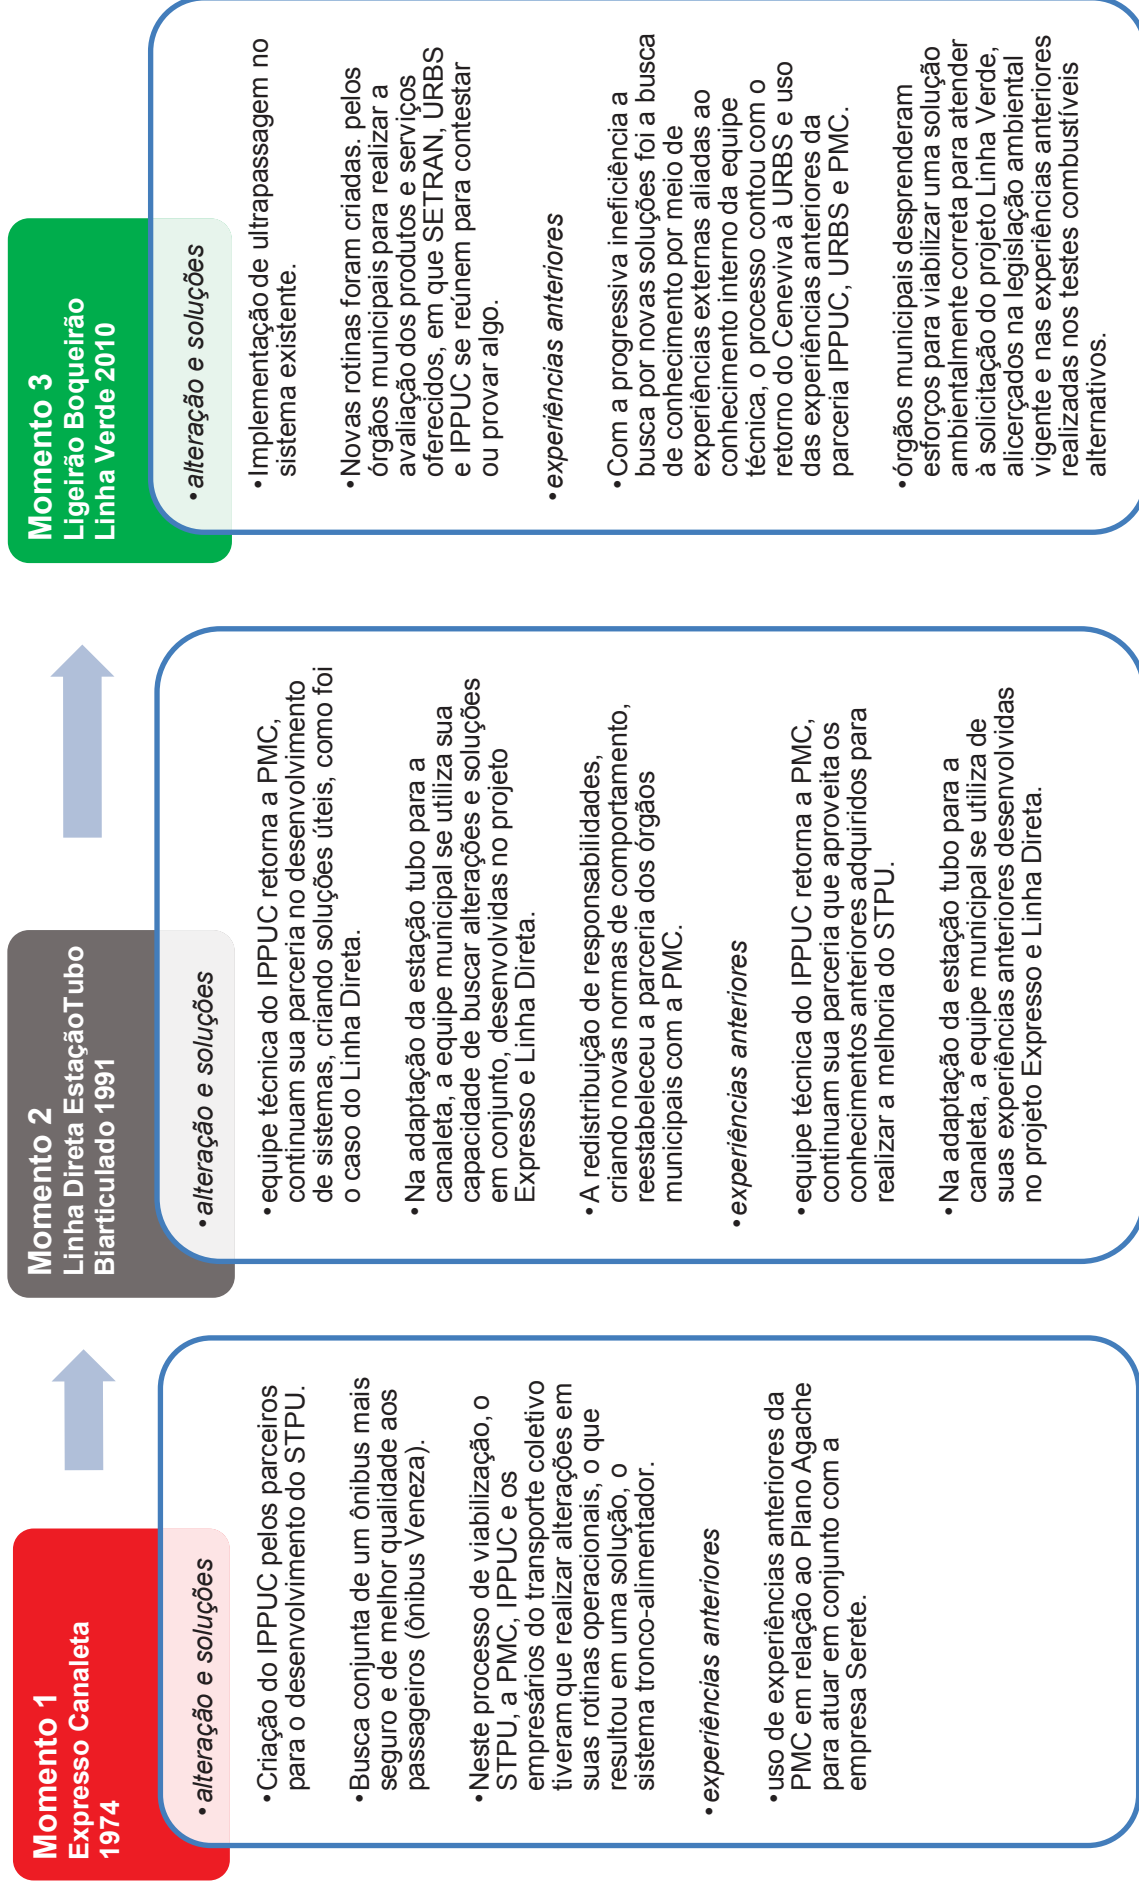 Momento 1
Expresso Canaleta
1974
•alteração e soluções
•Criação do IPPUC pelos parceiros
para o desenvolvimento do STPU.
•Busca conjunta de um ônibus mais
seguro e de melhor qualidade aos
passageiros (ônibus Veneza).
•Neste processo de viabilização, o
STPU, a PMC, IPPUC e os
empresários do transporte coletivo
tiveram que realizar alterações em
suas rotinas operacionais, o que
resultou em uma solução, o
sistema tronco-alimentador.
•experiências anteriores
•uso de experiências anteriores da
PMC em relação ao Plano Agache
para atuar em conjunto com a
empresa Serete.
Momento 2
Linha Direta EstaçãoTubo
Biarticulado 1991
•alteração e soluções
•equipe técnica do IPPUC retorna a PMC,
continuam sua parceria no desenvolvimento
de sistemas, criando soluções úteis, como foi
o caso do Linha Direta.
•Na adaptação da estação tubo para a
canaleta, a equipe municipal se utiliza sua
capacidade de buscar alterações e soluções
em conjunto, desenvolvidas no projeto
Expresso e Linha Direta.
•A redistribuição de responsabilidades,
criando novas normas de comportamento,
reestabeleceu a parceria dos órgãos
municipais com a PMC.
•experiências anteriores
•equipe técnica do IPPUC retorna a PMC,
continuam sua parceria que aproveita os
conhecimentos anteriores adquiridos para
realizar a melhoria do STPU.
•Na adaptação da estação tubo para a
canaleta, a equipe municipal se utiliza de
suas experiências anteriores desenvolvidas
no projeto Expresso e Linha Direta.
Momento 3
Ligeirão Boqueirão
Linha Verde 2010
•alteração e soluções
•Implementação de ultrapassagem no
sistema existente.
•Novas rotinas foram criadas. pelos
órgãos municipais para realizar a
avaliação dos produtos e serviços
oferecidos, em que SETRAN, URBS
e IPPUC se reúnem para contestar
ou provar algo.
•experiências anteriores
•Com a progressiva ineficiência a
busca por novas soluções foi a busca
de conhecimento por meio de
experiências externas aliadas ao
conhecimento interno da equipe
técnica, o processo contou com o
retorno do Ceneviva à URBS e uso
das experiências anteriores da
parceria IPPUC, URBS e PMC.
•órgãos municipais desprenderam
esforços para viabilizar uma solução
ambientalmente correta para atender
à solicitação do projeto Linha Verde,
alicerçados na legislação ambiental
vigente e nas experiências anteriores
realizadas nos testes combustíveis
alternativos.